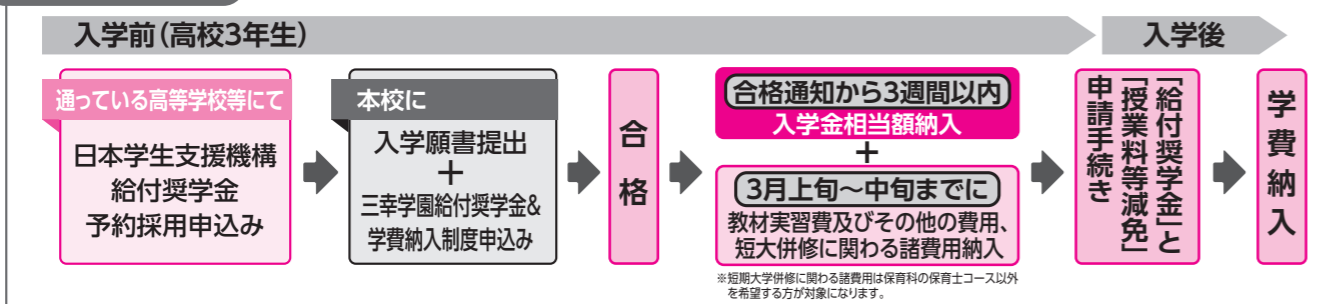 入学前(高校3年生)
入学後
通っている高等学校等にて
日本学生支援機構
給付奨学金
予約採用申込み
本校に
入学願書提出
+
三幸学園給付奨学金&
学費納入制度申込み
合格
合格通知から3週間以内
入学金相当額納入
+
3月上旬～中旬までに
教材実習費及びその他の費用、
短大併修に関わる諸費用納入
※短期大学併修に関わる諸費用は保育科の保育士コース以外
を希望する方が対象になります。
「給付奨学金」と
「授業料等減免」
申請手続き
学費納入